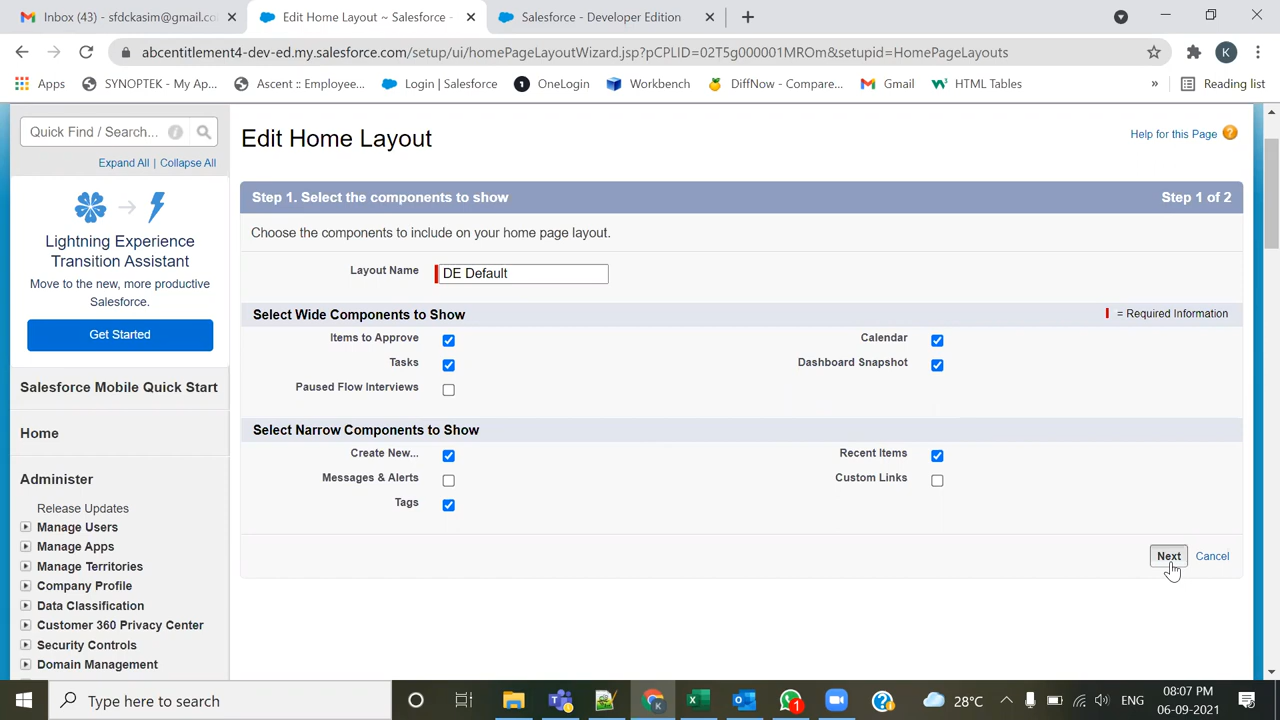 Inbox (43) - sfdckasim@gmail.co
Edit Home Layout ~ Salesforce -
Salesforce - Developer Edition
abcentitlement4-dev-ed.my.salesforce.com/setup/ui/homePageLayoutWizard.jsp?pCPLID=02T5g000001MROm&setupid=HomePageLayouts
K
Apps
SYNOPTEK - My Ap...
Ascent :: Employee...
Login | Salesforce
OneLogin
Workbench
DiffNow - Compare...
Gmail
HTML Tables
»
Reading list
Quick Find / Search...
Expand All | Collapse All
Lightning Experience
Transition Assistant
Move to the new, more productive
Salesforce.
Get Started
Salesforce Mobile Quick Start
Home
Administer
Release Updates
Manage Users
Manage Apps
Manage Territories
Company Profile
Data Classification
Customer 360 Privacy Center
Security Controls
Domain Management
Edit Home Layout
Help for this Page ?
Step 1. Select the components to show
Step 1 of 2
Choose the components to include on your home page layout.
Layout Name
DE Default
Select Wide Components to Show
= Required Information
Items to Approve
Calendar
Tasks
Dashboard Snapshot
Paused Flow Interviews
Select Narrow Components to Show
Create New...
Recent Items
Messages & Alerts
Custom Links
Tags
Next
Cancel
Type here to search
1
28°C
ENG
08:07 PM
06-09-2021